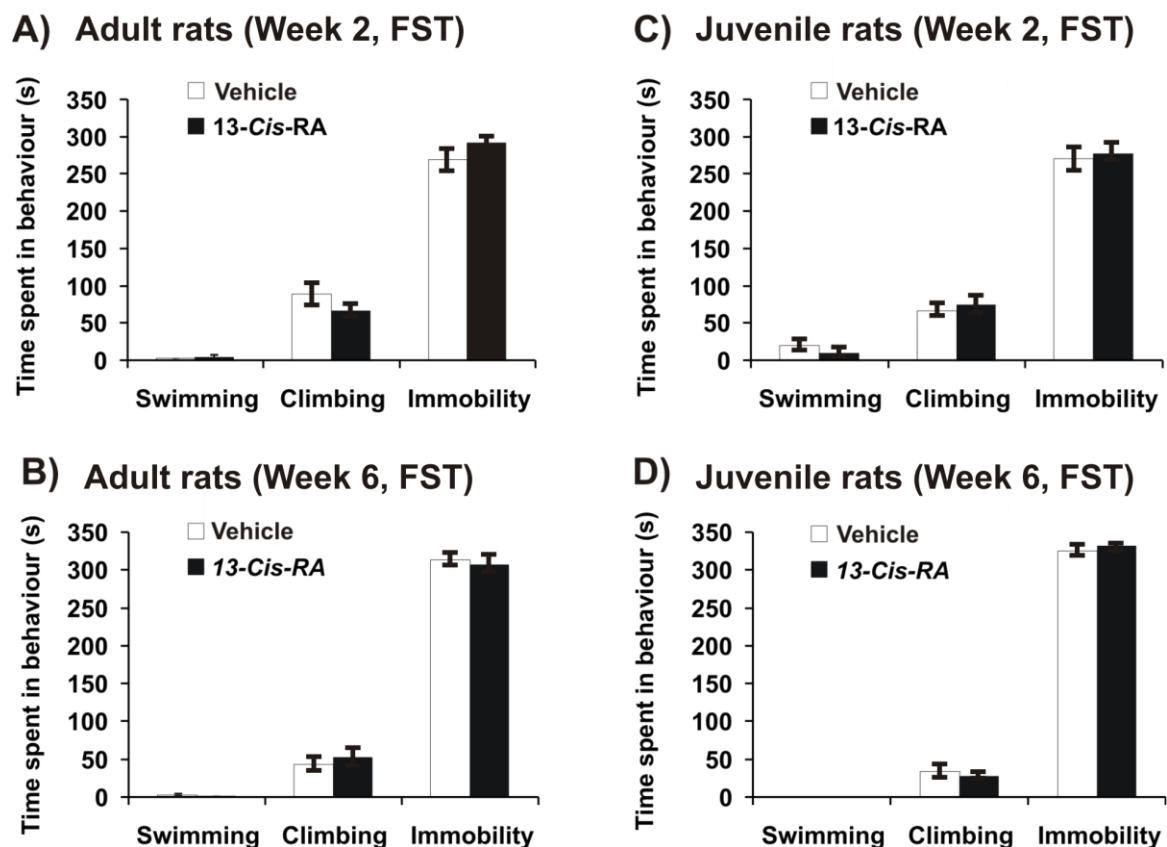 A) Adult rats (Week 2, FST)
Time spent in behaviour (s)
Vehicle
13-Cis-RA
350
300
250
200
150
100
50
0
Swimming Climbing Immobility
C) Juvenile rats (Week 2, FST)
Time spent in behaviour (s)
Vehicle
13-Cis-RA
350
300
250
200
150
100
50
0
Swimming Climbing Immobility
B) Adult rats (Week 6, FST)
Time spent in behaviour (s)
Vehicle
13-Cis-RA
350
300
250
200
150
100
50
0
Swimming Climbing Immobility
D) Juvenile rats (Week 6, FST)
Time spent in behaviour (s)
Vehicle
13-Cis-RA
350
300
250
200
150
100
50
0
Swimming Climbing Immobility